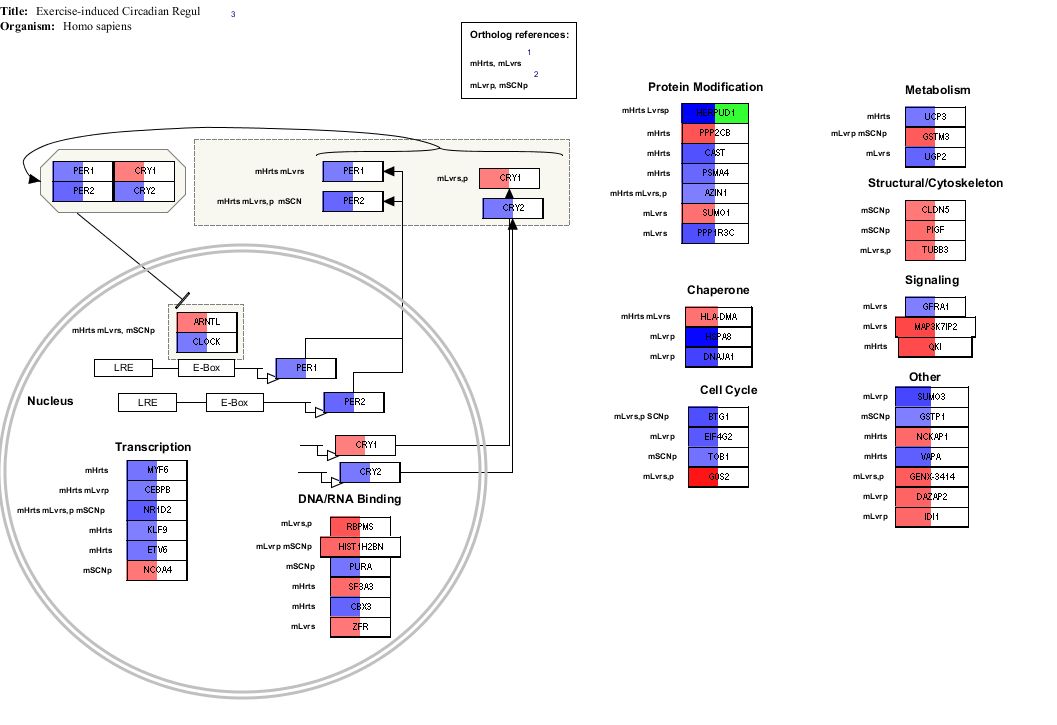 Title: Exercise-induced Circadian Regul
3
Organism: Homo sapiens
Ortholog references:
1
mHrts, mLvrs
2
mLvrp, mSCNp
PER1 CRY1
PER2 CRY2
mHrts mLvrs PER1
mHrts mLvrs,p mSCN PER2
mLvrs,p CRY1
CRY2
mHrts mLvrs, mSCNp
ARNTL
CLOCK
LRE E-Box PER1
LRE E-Box PER2
Nucleus
CRY1
CRY2
Transcription
mHrts MYF6
mHrts mLvrp CEBPB
mHrts mLvrs,p mSCNp NR1D2
mHrts KLF9
mHrts ETV6
mSCNp NCOA4
DNA/RNA Binding
mLvrs,p RBPMS
mLvrp mSCNp HIST1H2BN
mSCNp PURA
mHrts SF3A3
mHrts CBX3
mLvrs ZFR
Protein Modification
mHrts Lvrsp HERPUD1
mHrts PPP2CB
mHrts CAST
mHrts PSMA4
mHrts mLvrs,p AZIN1
mLvrs SUMO1
mLvrs PPP1R3C
Chaperone
mHrts mLvrs HLA-DMA
mLvrp HSPA8
mLvrp DNAJA1
Cell Cycle
mLvrs,p SCNp BTG1
mLvrp EIF4G2
mSCNp TOB1
mLvrs,p G0S2
Metabolism
mHrts UCP3
mLvrp mSCNp GSTM3
mLvrs UGP2
Structural/Cytoskeleton
mSCNp CLDN5
mSCNp PIGF
mLvrs,p TUBB3
Signaling
mLvrs GFRA1
mLvrs MAP3K7IP2
mHrts QKI
Other
mLvrp SUMO3
mSCNp GSTP1
mHrts NCKAP1
mHrts VAPA
mLvrs,p GENX-3414
mLvrp DAZAP2
mLvrp IDI1